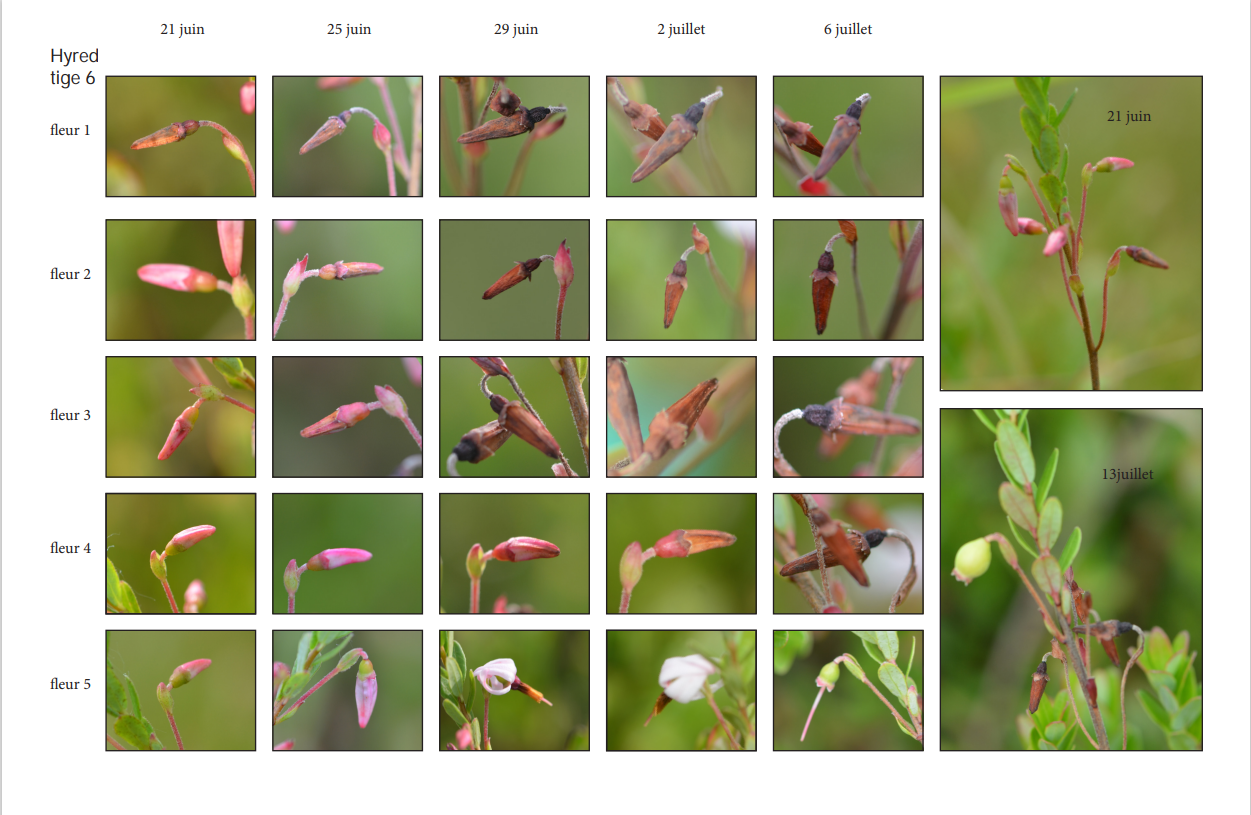 21 juin
25 juin
29 juin
2 juillet
6 juillet
Hyred
tige 6
fleur 1
21 juin
fleur 2
fleur 3
13juillet
fleur 4
fleur 5